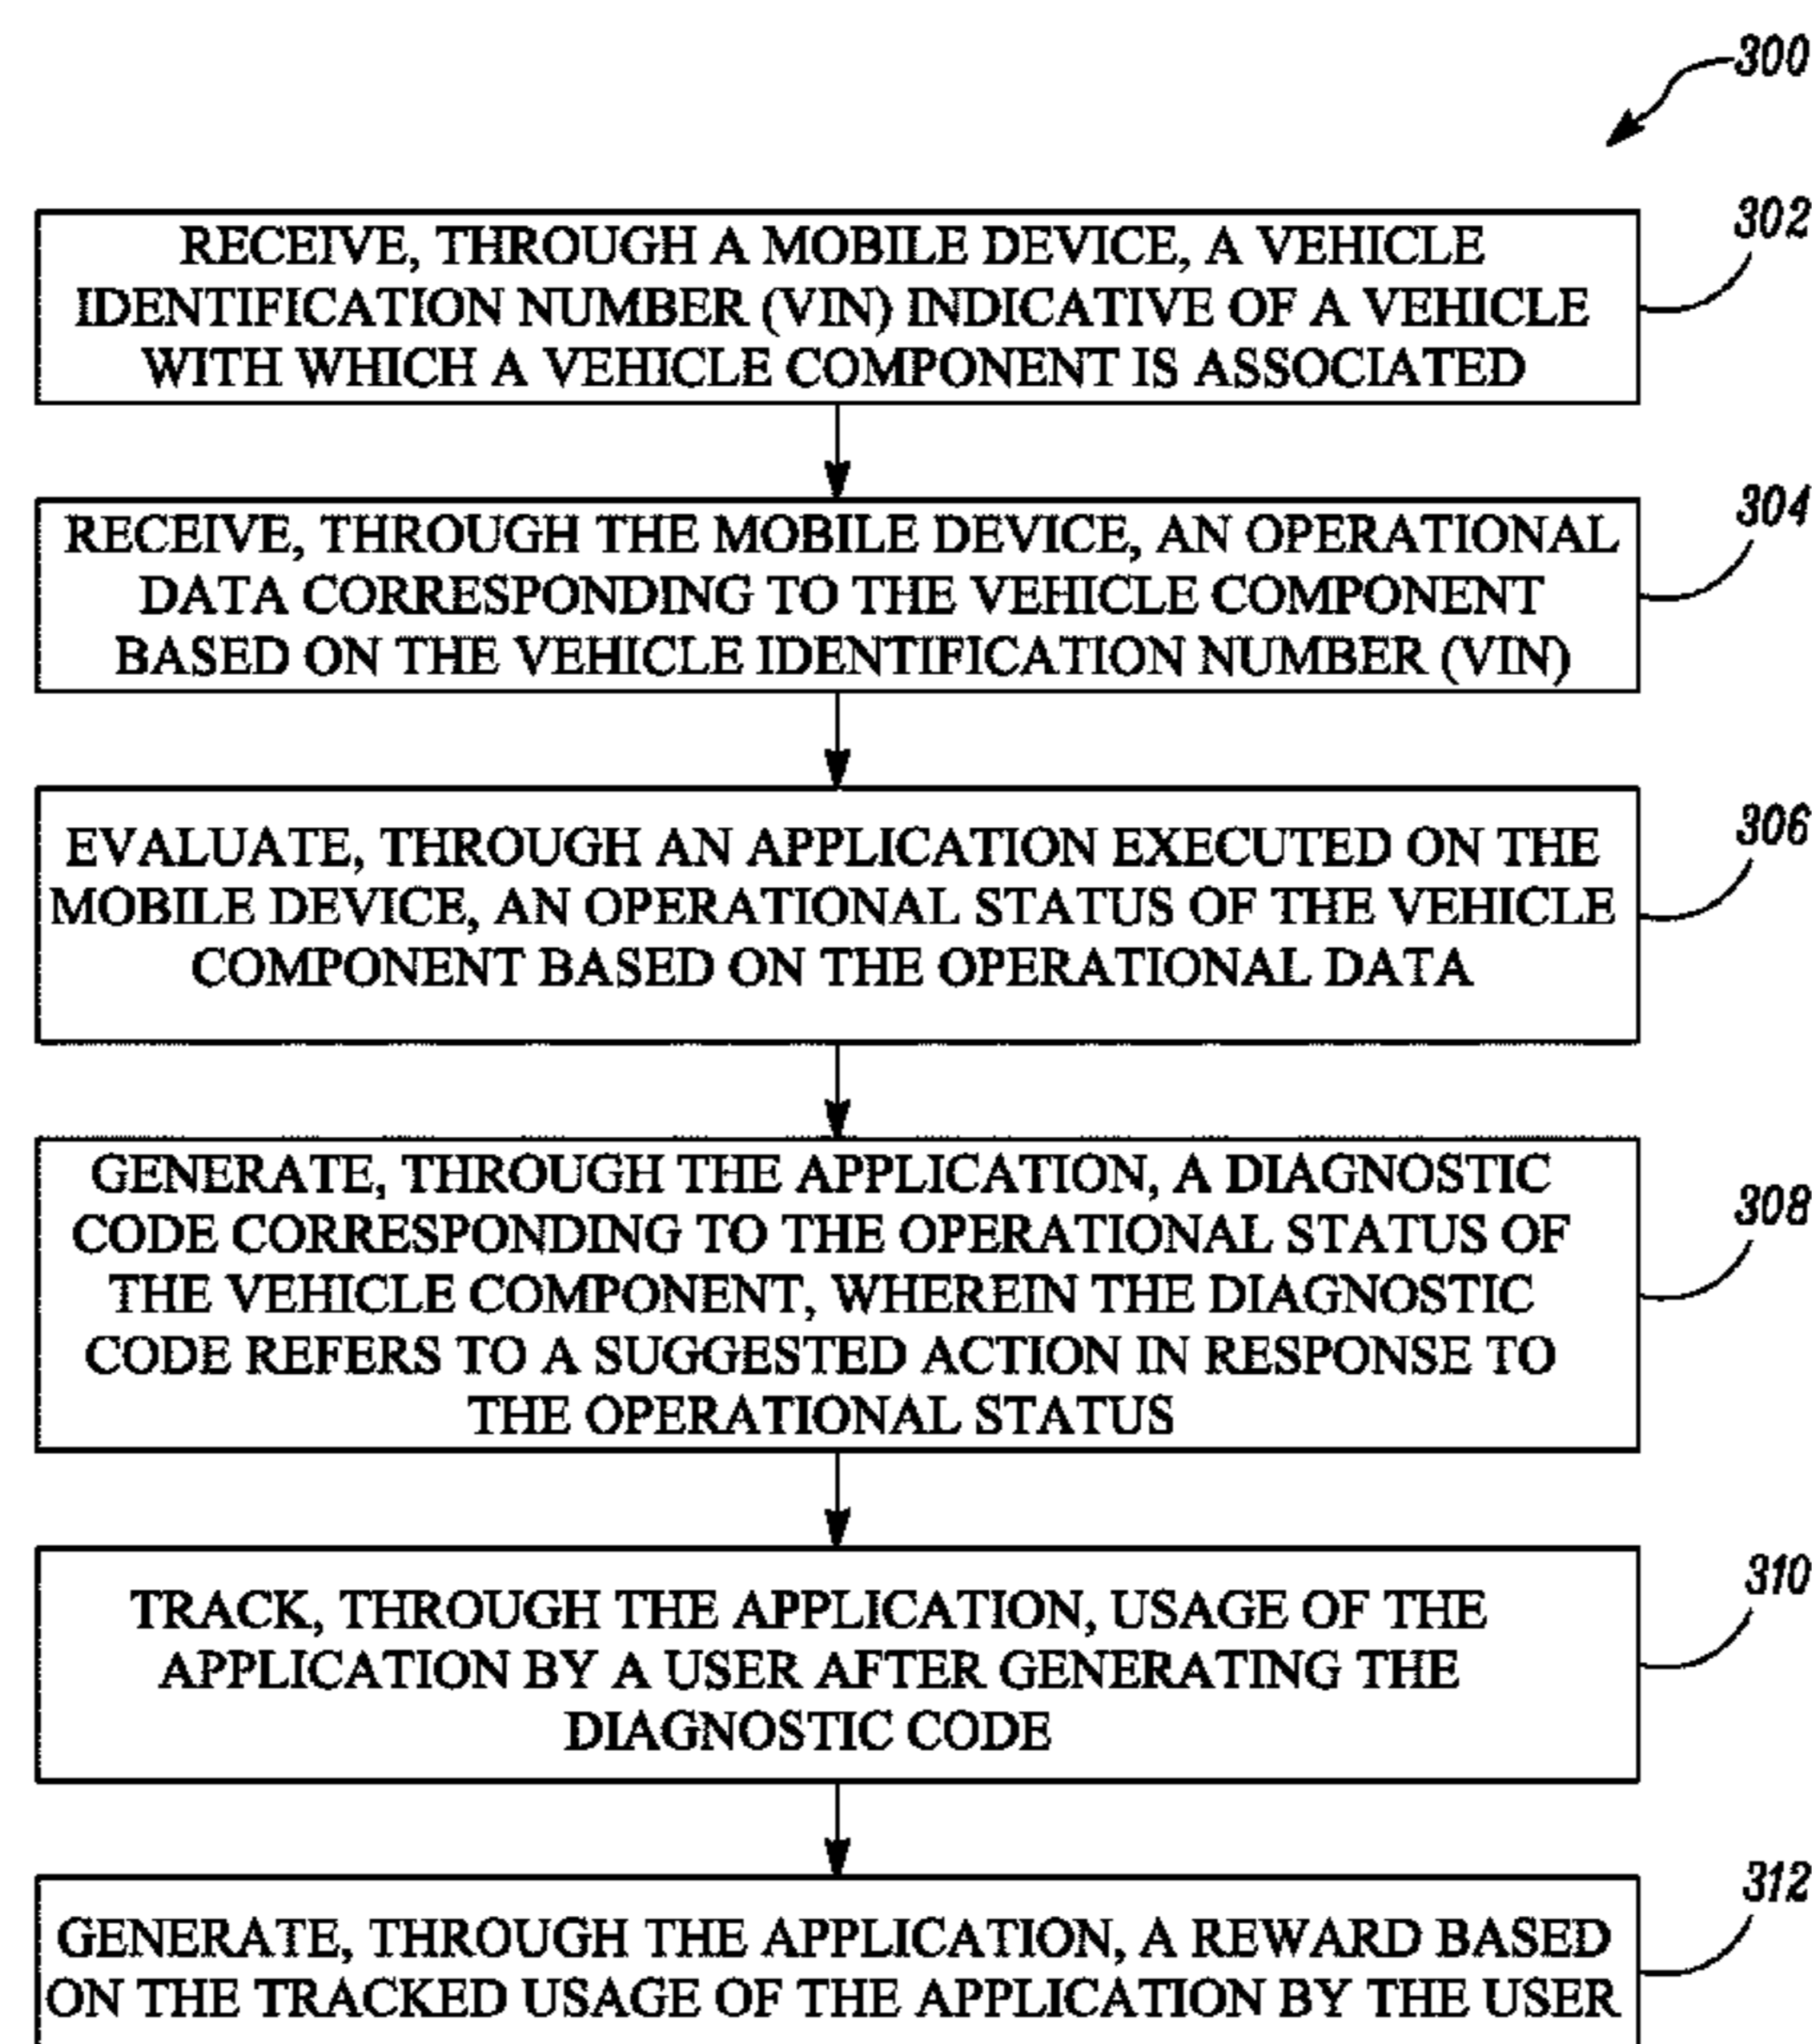 300
302
RECEIVE, THROUGH A MOBILE DEVICE, A VEHICLE
IDENTIFICATION NUMBER (VIN) INDICATIVE OF A VEHICLE
WITH WHICH A VEHICLE COMPONENT IS ASSOCIATED
304
RECEIVE, THROUGH THE MOBILE DEVICE, AN OPERATIONAL
DATA CORRESPONDING TO THE VEHICLE COMPONENT
BASED ON THE VEHICLE IDENTIFICATION NUMBER (VIN)
306
EVALUATE, THROUGH AN APPLICATION EXECUTED ON THE
MOBILE DEVICE, AN OPERATIONAL STATUS OF THE VEHICLE
COMPONENT BASED ON THE OPERATIONAL DATA
308
GENERATE, THROUGH THE APPLICATION, A DIAGNOSTIC
CODE CORRESPONDING TO THE OPERATIONAL STATUS OF
THE VEHICLE COMPONENT, WHEREIN THE DIAGNOSTIC
CODE REFERS TO A SUGGESTED ACTION IN RESPONSE TO
THE OPERATIONAL STATUS
310
TRACK, THROUGH THE APPLICATION, USAGE OF THE
APPLICATION BY A USER AFTER GENERATING THE
DIAGNOSTIC CODE
312
GENERATE, THROUGH THE APPLICATION, A REWARD BASED
ON THE TRACKED USAGE OF THE APPLICATION BY THE USER